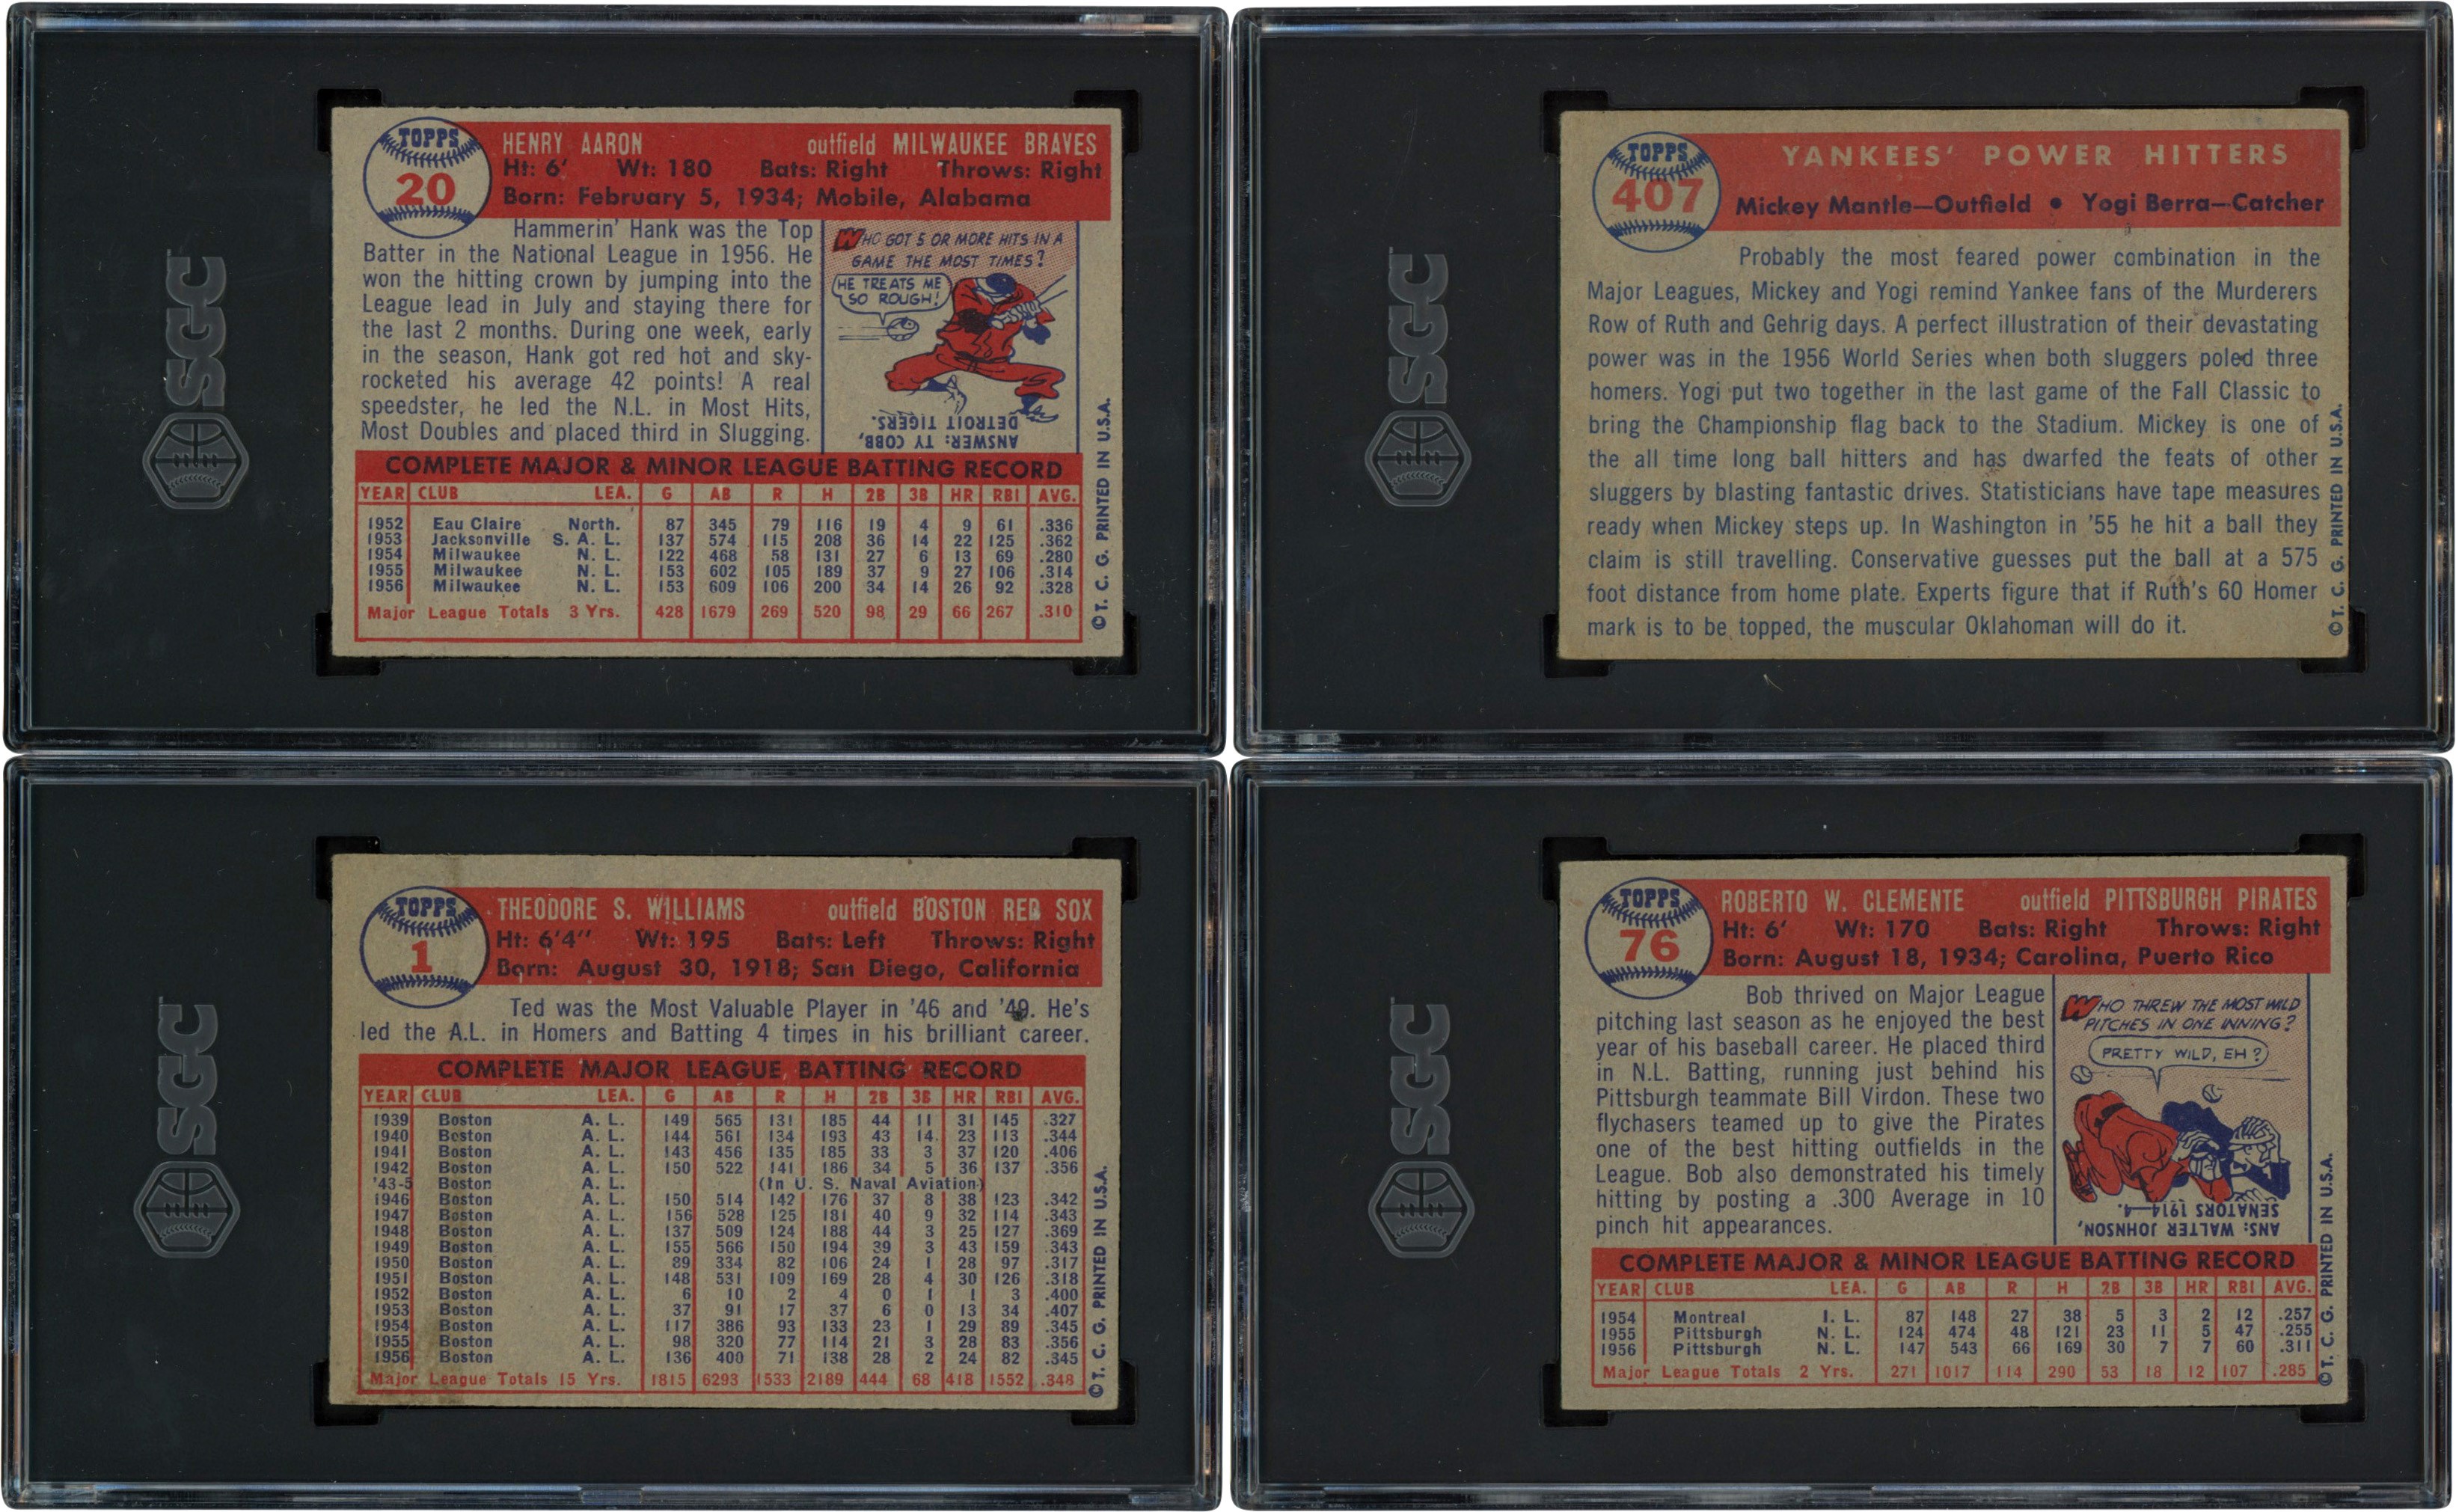 SGC
TOPPS
20
HENRY AARON outfield MILWAUKEE BRAVES
Ht: 6' Wt: 180 Bats: Right Throws: Right
Born: February 5, 1934; Mobile, Alabama
Hammerin' Hank was the Top
Batter in the National League in 1956. He
won the hitting crown by jumping into the
League lead in July and staying there for
the last 2 months. During one week, early
in the season, Hank got red hot and sky-
rocketed his average 42 points! A real
speedster, he led the N.L. in Most Hits,
Most Doubles and placed third in Slugging.
WHO GOT 5 OR MORE HITS IN A
GAME THE MOST TIMES?
HE TREATS ME
SO ROUGH!
ANSWER: TY COBB,
DETROIT TIGERS.
COMPLETE MAJOR & MINOR LEAGUE BATTING RECORD
YEAR CLUB LEA. G AB R H 2B 3B HR RBI AVG.
1952 Eau Claire North. 87 345 79 116 19 4 9 61 .336
1953 Jacksonville S. A. L. 137 574 115 208 36 14 22 125 .362
1954 Milwaukee N. L. 122 468 58 131 27 6 13 69 .280
1955 Milwaukee N. L. 153 602 105 189 37 9 27 106 .314
1956 Milwaukee N. L. 153 609 106 200 34 14 26 92 .328
Major League Totals 3 Yrs. 428 1679 269 520 98 29 66 267 .310
© T. C. G. PRINTED IN U.S.A.
SGC
TOPPS
407
YANKEES' POWER HITTERS
Mickey Mantle—Outfield • Yogi Berra—Catcher
Probably the most feared power combination in the
Major Leagues, Mickey and Yogi remind Yankee fans of the Murderers
Row of Ruth and Gehrig days. A perfect illustration of their devastating
power was in the 1956 World Series when both sluggers poled three
homers. Yogi put two together in the last game of the Fall Classic to
bring the Championship flag back to the Stadium. Mickey is one of
the all time long ball hitters and has dwarfed the feats of other
sluggers by blasting fantastic drives. Statisticians have tape measures
ready when Mickey steps up. In Washington in '55 he hit a ball they
claim is still travelling. Conservative guesses put the ball at a 575
foot distance from home plate. Experts figure that if Ruth's 60 Homer
mark is to be topped, the muscular Oklahoman will do it.
© T. C. G. PRINTED IN U.S.A.
SGC
TOPPS
1
THEODORE S. WILLIAMS outfield BOSTON RED SOX
Ht: 6'4" Wt: 195 Bats: Left Throws: Right
Born: August 30, 1918; San Diego, California
Ted was the Most Valuable Player in '46 and '49. He's
led the A.L. in Homers and Batting 4 times in his brilliant career.
COMPLETE MAJOR LEAGUE BATTING RECORD
YEAR CLUB LEA. G AB R H 2B 3B HR RBI AVG.
1939 Boston A. L. 149 565 131 185 44 11 31 145 .327
1940 Boston A. L. 144 561 134 193 43 14 23 113 .344
1941 Boston A. L. 143 456 135 185 33 3 37 120 .406
1942 Boston A. L. 150 522 141 186 34 5 36 137 .356
'43-5 Boston A. L. (In U. S. Naval Aviation)
1946 Boston A. L. 150 514 142 176 37 8 38 123 .342
1947 Boston A. L. 156 528 125 181 40 9 32 114 .343
1948 Boston A. L. 137 509 124 188 44 3 25 127 .369
1949 Boston A. L. 155 566 150 194 39 3 43 159 .343
1950 Boston A. L. 89 334 82 106 24 1 28 97 .317
1951 Boston A. L. 148 531 109 169 28 4 30 126 .318
1952 Boston A. L. 6 10 2 4 0 1 1 3 .400
1953 Boston A. L. 37 91 17 37 6 0 13 34 .407
1954 Boston A. L. 117 386 93 133 23 1 29 89 .345
1955 Boston A. L. 98 320 77 114 21 3 28 83 .356
1956 Boston A. L. 136 400 71 138 28 2 24 82 .345
Major League Totals 15 Yrs. 1815 6293 1533 2189 444 68 418 1552 .348
© T. C. G. PRINTED IN U.S.A.
SGC
TOPPS
76
ROBERTO W. CLEMENTE outfield PITTSBURGH PIRATES
Ht: 6' Wt: 170 Bats: Right Throws: Right
Born: August 18, 1934; Carolina, Puerto Rico
Bob thrived on Major League
pitching last season as he enjoyed the best
year of his baseball career. He placed third
in N.L. Batting, running just behind his
Pittsburgh teammate Bill Virdon. These two
flychasers teamed up to give the Pirates
one of the best hitting outfields in the
League. Bob also demonstrated his timely
hitting by posting a .300 Average in 10
pinch hit appearances.
WHO THREW THE MOST WILD
PITCHES IN ONE INNING?
PRETTY WILD, EH?
ANS: WALTER JOHNSON,
SENATORS 1914—4.
COMPLETE MAJOR & MINOR LEAGUE BATTING RECORD
YEAR CLUB LEA. G AB R H 2B 3B HR RBI AVG.
1954 Montreal I. L. 87 148 27 38 5 3 2 12 .257
1955 Pittsburgh N. L. 124 474 48 121 23 11 5 47 .255
1956 Pittsburgh N. L. 147 543 66 169 30 7 7 60 .311
Major League Totals 2 Yrs. 271 1017 114 290 53 18 12 107 .285
© T. C. G. PRINTED IN U.S.A.